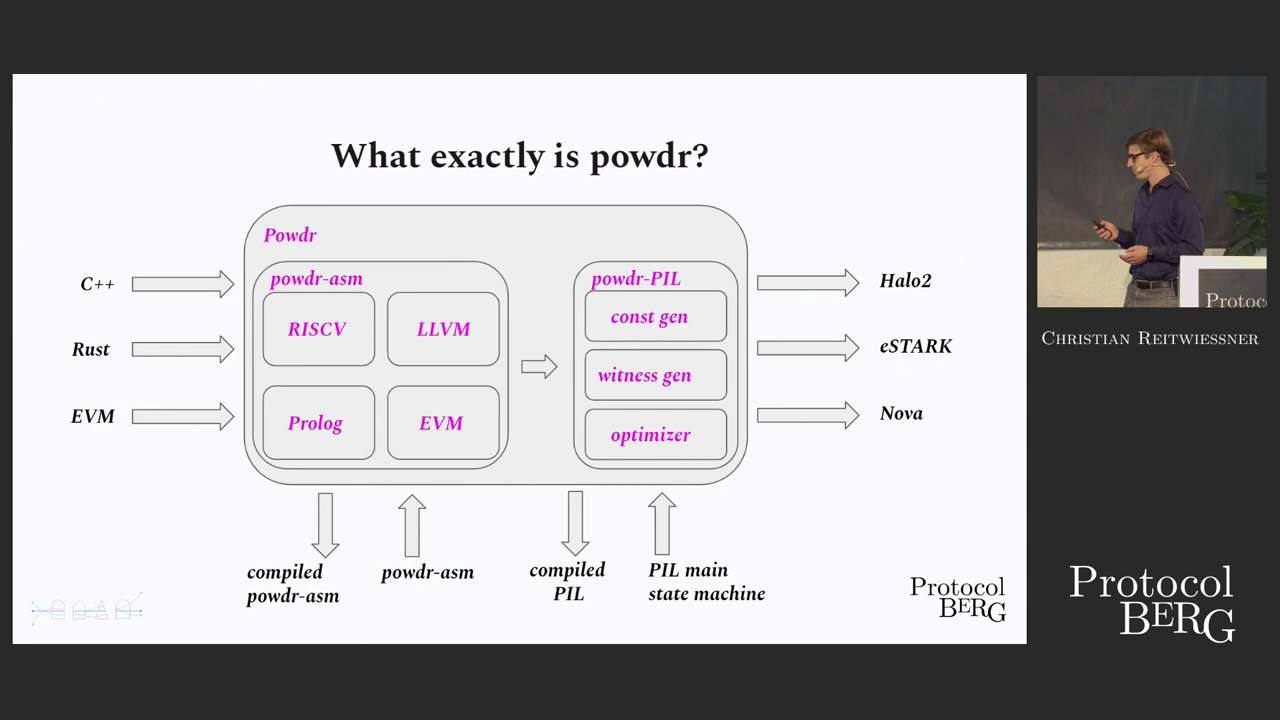 What exactly is powdr?
Powdr
powdr-asm
powdr-PIL
C++
Rust
EVM
RISCV
LLVM
Prolog
EVM
const gen
witness gen
optimizer
Halo2
eSTARK
Nova
compiled
powdr-asm
powdr-asm
compiled
PIL
PIL main
state machine
Protocol
BERG
Protoco
CHRISTIAN REITWIESSNER
Protocol
BERG